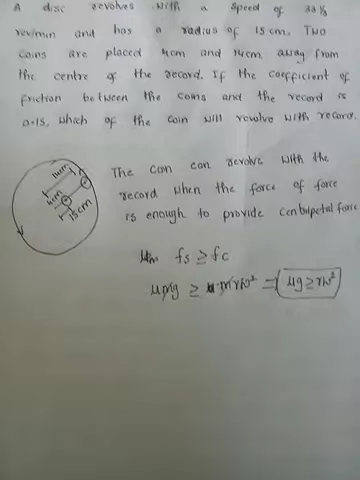 A disc revolves with a speed of 33 1/3
rev/min and has a radius of 15 cm. Two
coins are placed 4cm and 14cm. away from
the centre of the record. If the coefficient of
friction between the coins and the record is
0.15, which of the coin will revolve with record.
14cm
4cm
15cm
The coin can revolve with the
record when the force of force
is enough to provide centripetal force
fs ≥ fc
μmg ≥ mrω² ⇒ μg ≥ rω²